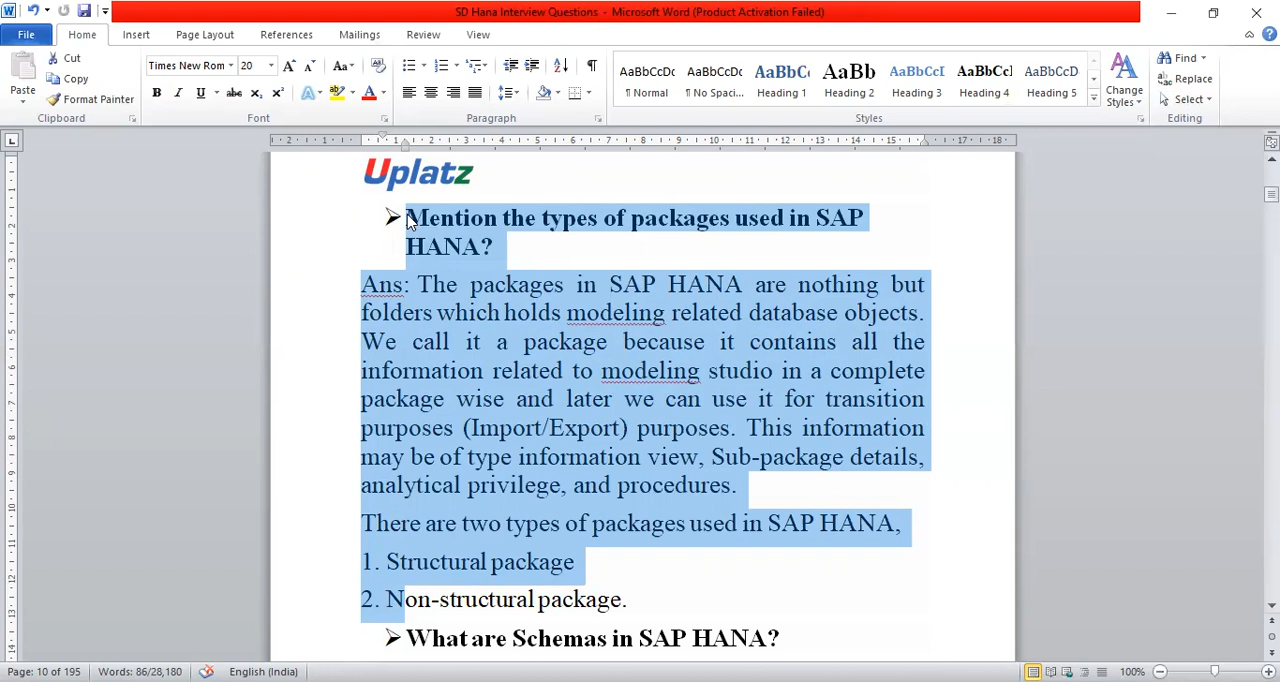 SD Hana Interview Questions - Microsoft Word (Product Activation Failed)
File Home Insert Page Layout References Mailings Review View
Cut
Copy
Format Painter
Paste
Clipboard
Times New Rom 20
Font
Paragraph
AaBbCcDc AaBbCcDc AaBbC AaBb AaBbCcI AaBbCcI AaBbCcD
¶ Normal ¶ No Spaci... Heading 1 Heading 2 Heading 3 Heading 4 Heading 5
Styles
Change Styles
Find
Replace
Select
Editing
Uplatz
➢ Mention the types of packages used in SAP
HANA?
Ans: The packages in SAP HANA are nothing but
folders which holds modeling related database objects.
We call it a package because it contains all the
information related to modeling studio in a complete
package wise and later we can use it for transition
purposes (Import/Export) purposes. This information
may be of type information view, Sub-package details,
analytical privilege, and procedures.
There are two types of packages used in SAP HANA,
1. Structural package
2. Non-structural package.
➢ What are Schemas in SAP HANA?
Page: 10 of 195 Words: 86/28,180 English (India) 100%